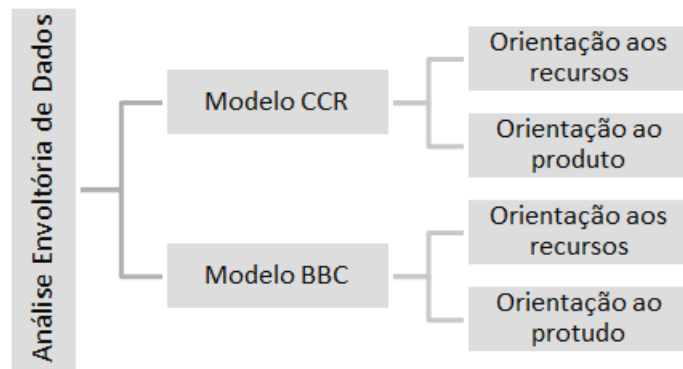 Análise Envoltória de Dados
Modelo CCR
Orientação aos
recursos
Orientação ao
produto
Modelo BBC
Orientação aos
recursos
Orientação ao
protudo